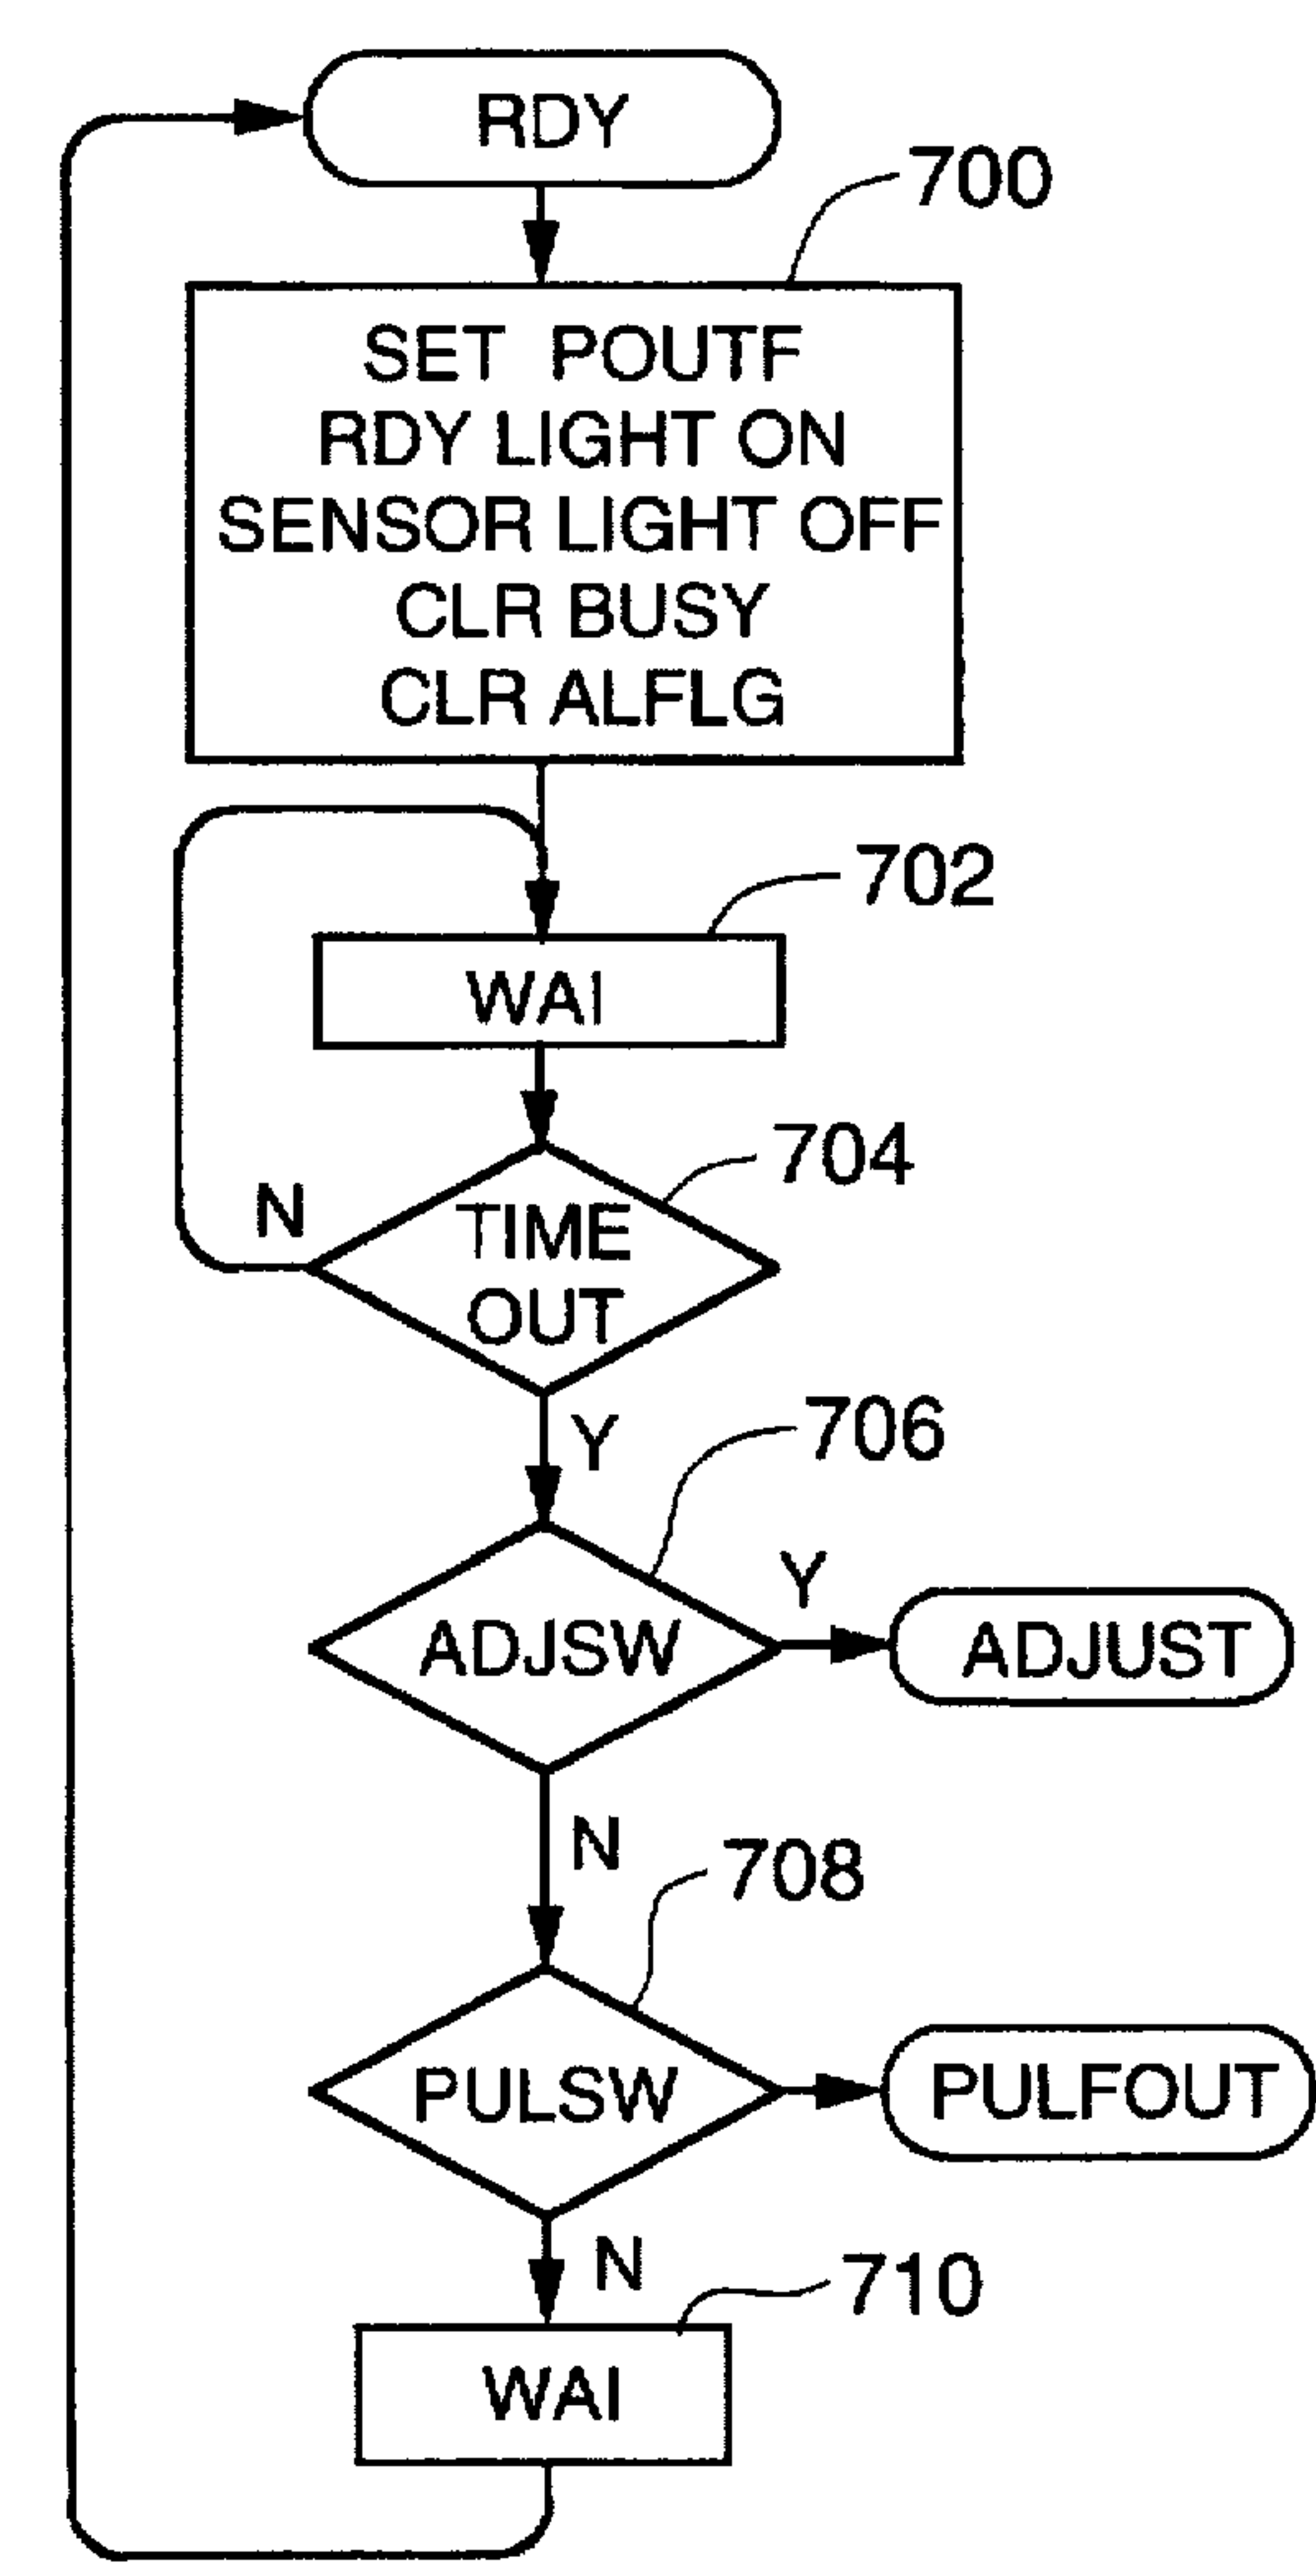 RDY
700
SET POUTF
RDY LIGHT ON
SENSOR LIGHT OFF
CLR BUSY
CLR ALFLG
702
WAI
704
N
TIME
OUT
Y
706
Y
ADJSW
ADJUST
N
708
PULSW
PULFOUT
N
710
WAI